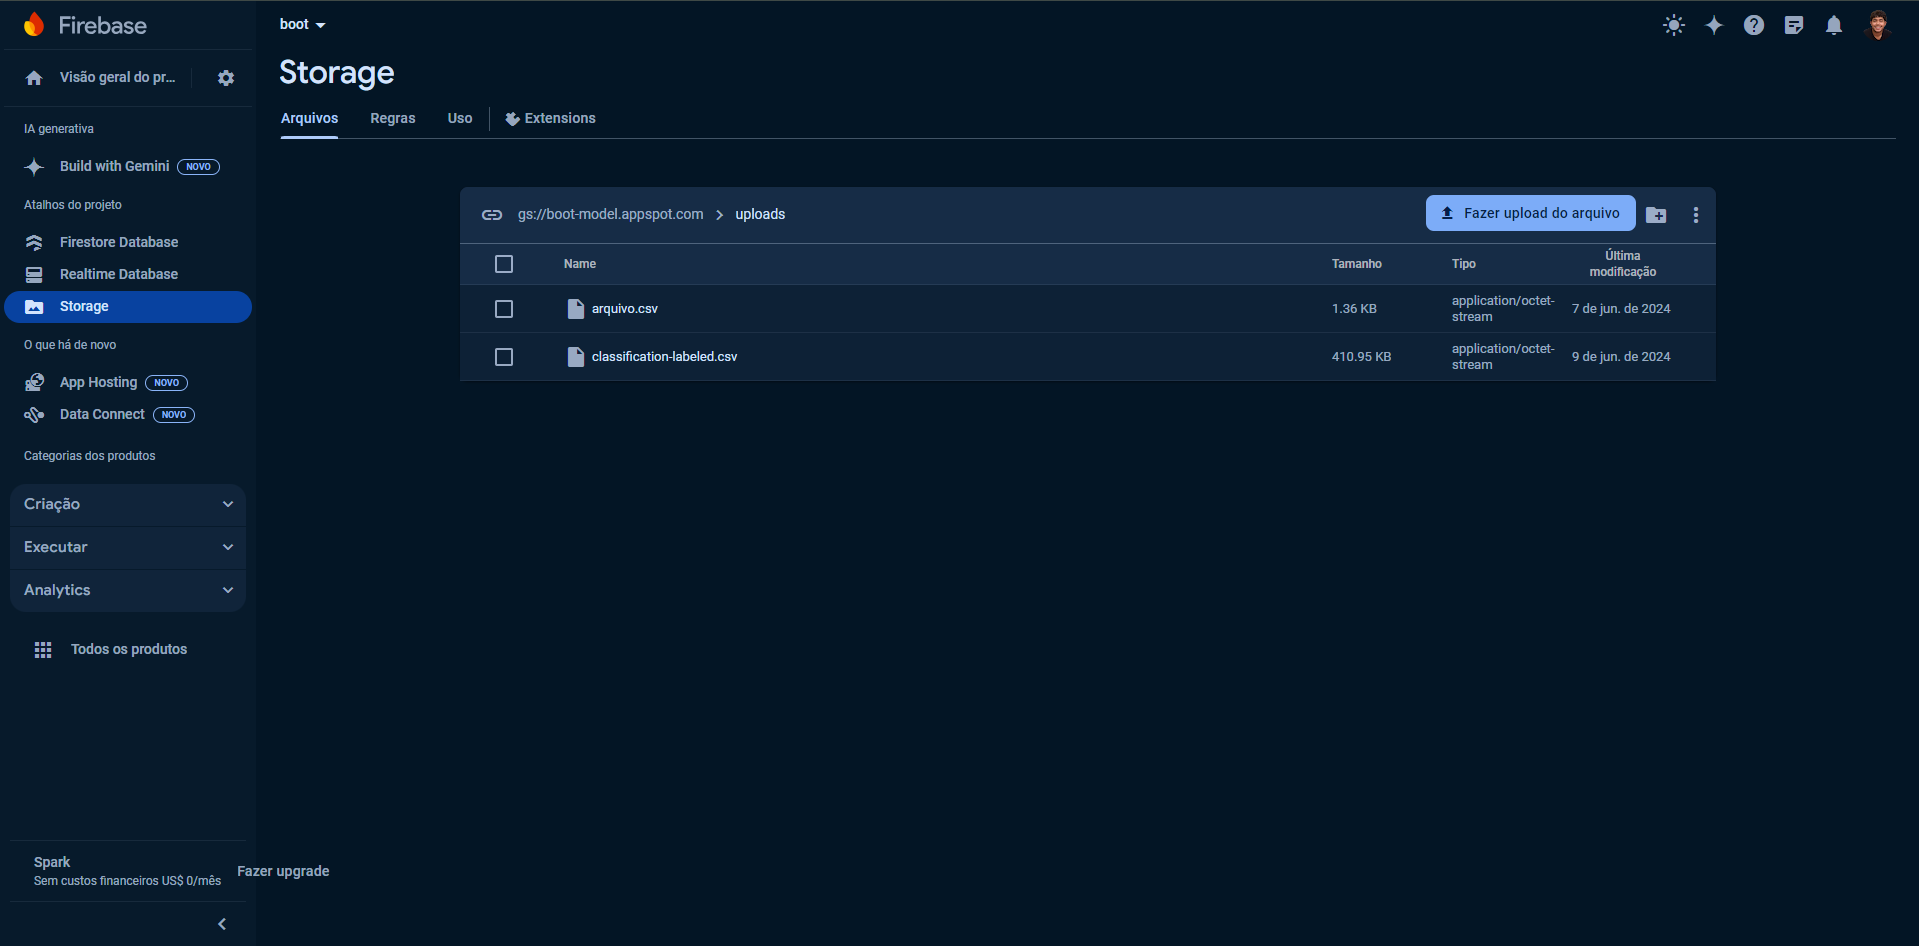 Firebase
Visão geral do pr...
IA generativa
Build with Gemini NOVO
Atalhos do projeto
Firestore Database
Realtime Database
Storage
O que há de novo
App Hosting NOVO
Data Connect NOVO
Categorias dos produtos
Criação
Executar
Analytics
Todos os produtos
Spark
Sem custos financeiros US$ 0/mês
Fazer upgrade
boot
Storage
Arquivos Regras Uso Extensions
gs://boot-model.appspot.com > uploads
Fazer upload do arquivo
Name Tamanho Tipo Última
modificação
arquivo.csv 1.36 KB application/octet-
stream 7 de jun. de 2024
classification-labeled.csv 410.95 KB application/octet-
stream 9 de jun. de 2024